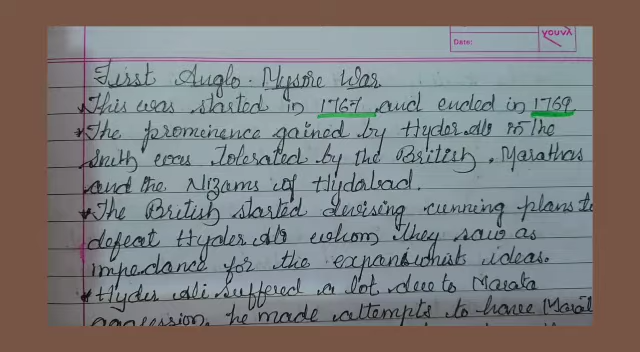 Date:
youva
First Anglo-Mysore War
* This was started in 1767 and ended in 1769
* The prominence gained by Hyder Ali in the
South was tolerated by the British, Marathas
and the Nizams of Hyderbad.
* The British started devising cunning plans to
defeat Hyder Ali whom they saw as
impedance for the expansionists ideas.
* Hyder Ali suffered a lot due to Marata
aggression, he made attempts to have